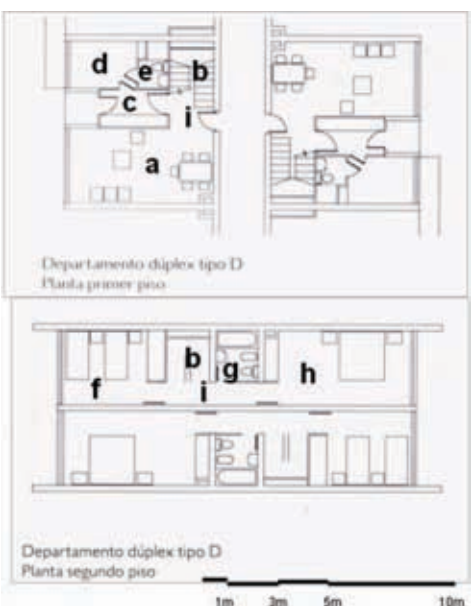 d
e
b
c
i
a
Departamento dúplex tipo D
Planta primer piso
b
g
h
f
i
Departamento dúplex tipo D
Planta segundo piso
1m 3m 5m 10m